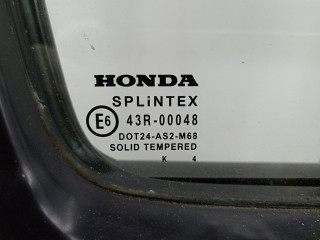 HONDA
SPLiNTEX
E6 43R-00048
DOT24-AS2-M68
SOLID TEMPERED
K 4